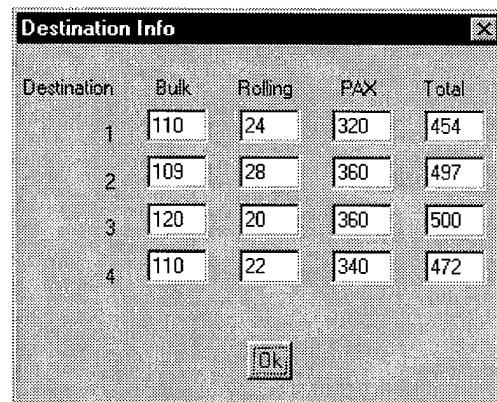 Destination Info
Destination Bulk Rolling PAX Total
1 110 24 320 454
2 109 28 360 497
3 120 20 360 500
4 110 22 340 472
Ok